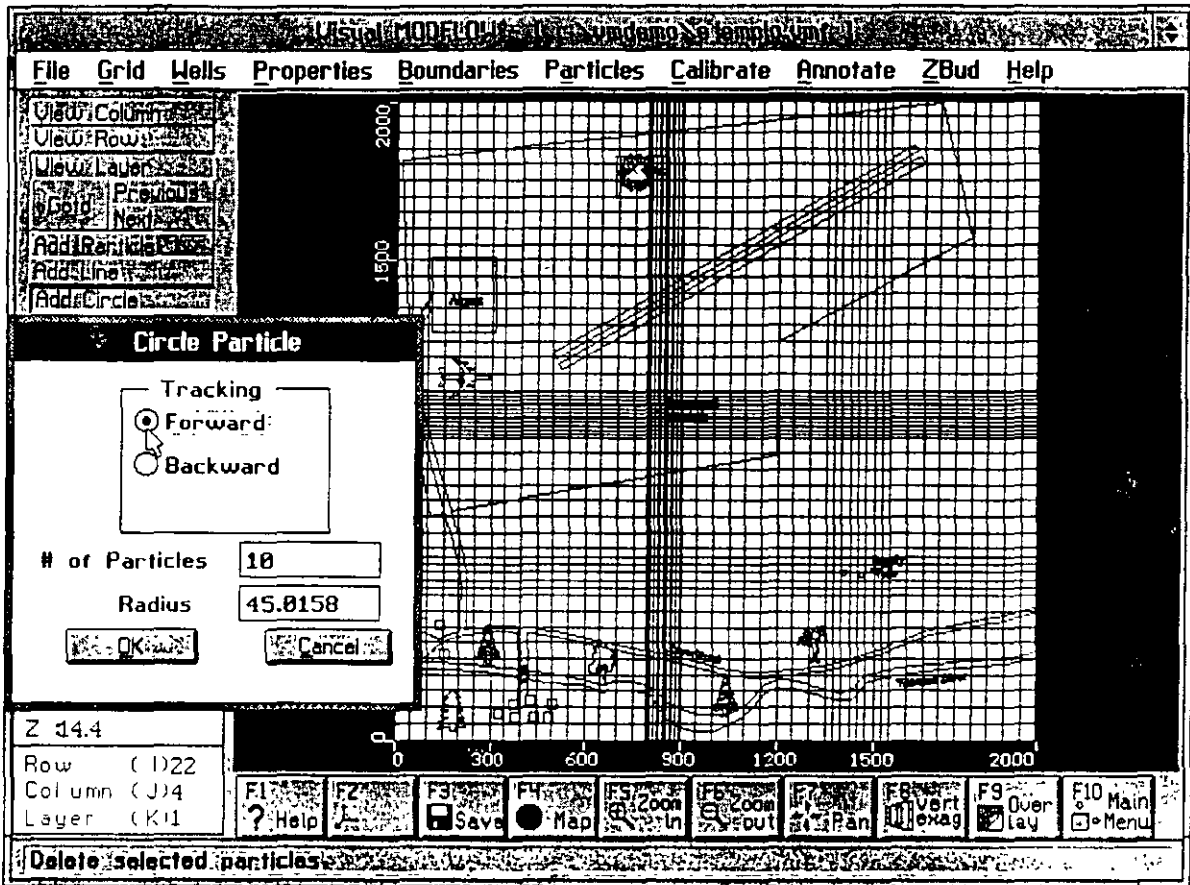 Visual MODFLOW
File Grid Wells Properties Boundaries Particles Calibrate Annotate ZBud Help
View Column
View Row
View Layer
Goto Previous
Next
Add Particle
Add Line
Add Circle
Circle Particle
Tracking
Forward
Backward
# of Particles 10
Radius 45.0158
OK Cancel
2000
1500
0
0 300 600 900 1200 1500 2000
Z :14.4
Row (I)22
Column (J)4
Layer (K)1
F1 ? Help
F2
F3 Save
F4 Map
F5 Zoom In
F6 Zoom out
F7 Pan
F8 Vert exag
F9 Over lay
F10 Main Menu
Delete selected particles